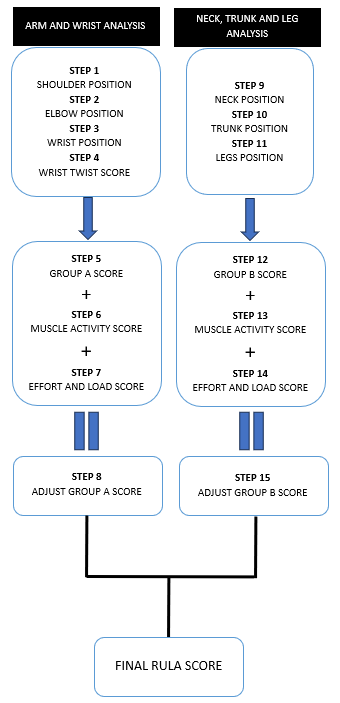 ARM AND WRIST ANALYSIS
STEP 1
SHOULDER POSITION
STEP 2
ELBOW POSITION
STEP 3
WRIST POSITION
STEP 4
WRIST TWIST SCORE
STEP 5
GROUP A SCORE
+
STEP 6
MUSCLE ACTIVITY SCORE
+
STEP 7
EFFORT AND LOAD SCORE
STEP 8
ADJUST GROUP A SCORE
NECK, TRUNK AND LEG
ANALYSIS
STEP 9
NECK POSITION
STEP 10
TRUNK POSITION
STEP 11
LEGS POSITION
STEP 12
GROUP B SCORE
+
STEP 13
MUSCLE ACTIVITY SCORE
+
STEP 14
EFFORT AND LOAD SCORE
STEP 15
ADJUST GROUP B SCORE
FINAL RULA SCORE